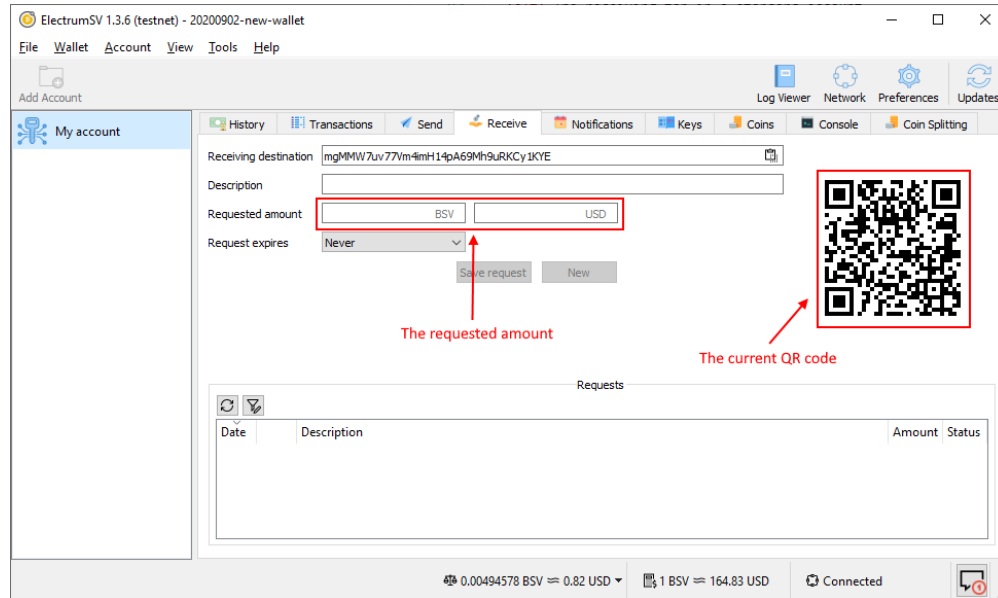 ElectrumSV 1.3.6 (testnet) - 20200902-new-wallet
File Wallet Account View Tools Help
Add Account
Log Viewer Network Preferences Updates
My account
History Transactions Send Receive Notifications Keys Coins Console Coin Splitting
Receiving destination mgMMW7uv77Vm4imH14pA69Mh9uRKCy1KYE
Description
Requested amount BSV USD
Request expires Never
Save request New
The requested amount
The current QR code
Requests
Date Description Amount Status
0.00494578 BSV ≈ 0.82 USD 1 BSV ≈ 164.83 USD Connected 1